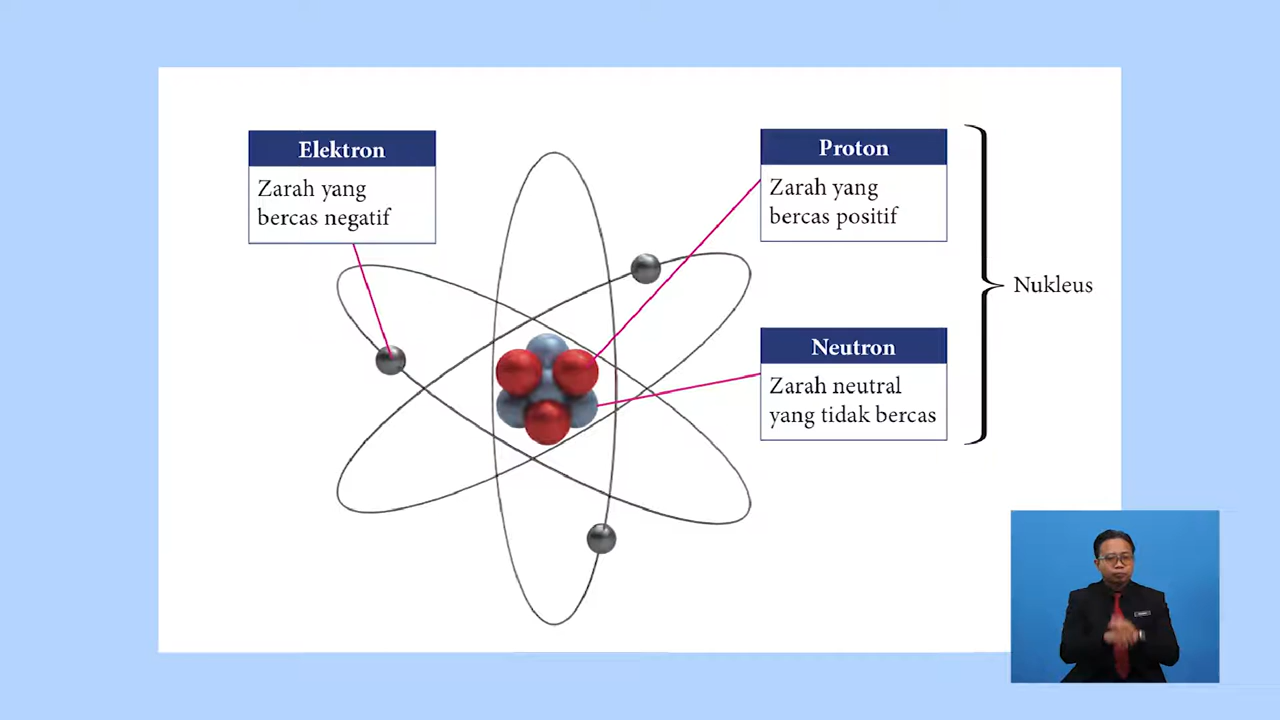 Elektron
Zarah yang
bercas negatif
Proton
Zarah yang
bercas positif
Nukleus
Neutron
Zarah neutral
yang tidak bercas